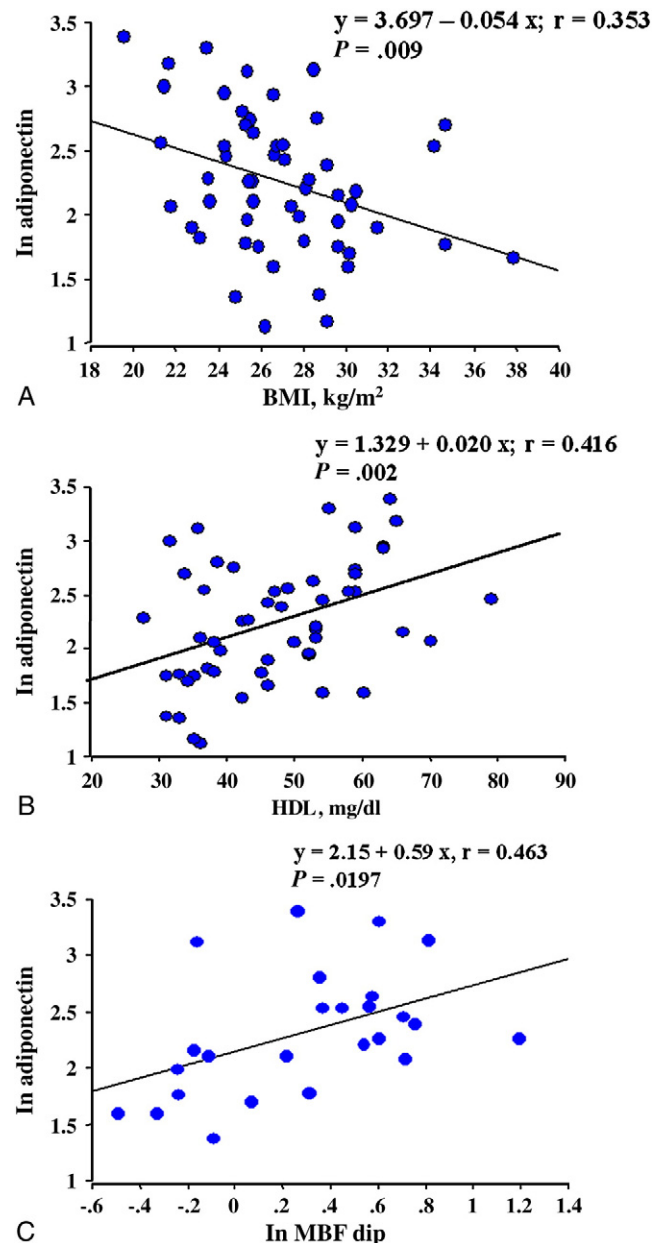 y = 3.697 – 0.054 x; r = 0.353
P = .009
3.5
3
2.5
2
1.5
1
In adiponectin
18 20 22 24 26 28 30 32 34 36 38 40
BMI, kg/m²
A
y = 1.329 + 0.020 x; r = 0.416
P = .002
3.5
3
2.5
2
1.5
1
In adiponectin
20 30 40 50 60 70 80 90
HDL, mg/dl
B
y = 2.15 + 0.59 x, r = 0.463
P = .0197
3.5
3
2.5
2
1.5
1
In adiponectin
-.6 -.4 -.2 0 .2 .4 .6 .8 1 1.2 1.4
In MBF dip
C